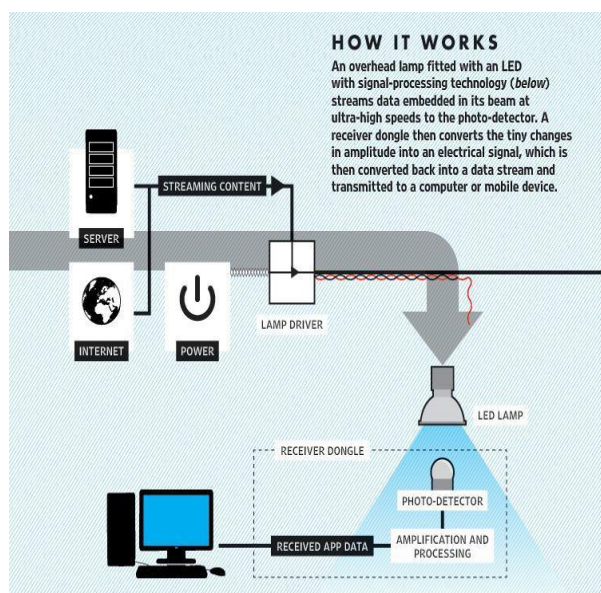 HOW IT WORKS
An overhead lamp fitted with an LED
with signal-processing technology (below)
streams data embedded in its beam at
ultra-high speeds to the photo-detector. A
receiver dongle then converts the tiny changes
in amplitude into an electrical signal, which is
then converted back into a data stream and
transmitted to a computer or mobile device.
STREAMING CONTENT
SERVER
INTERNET
POWER
LAMP DRIVER
LED LAMP
RECEIVER DONGLE
PHOTO-DETECTOR
RECEIVED APP DATA
AMPLIFICATION AND
PROCESSING